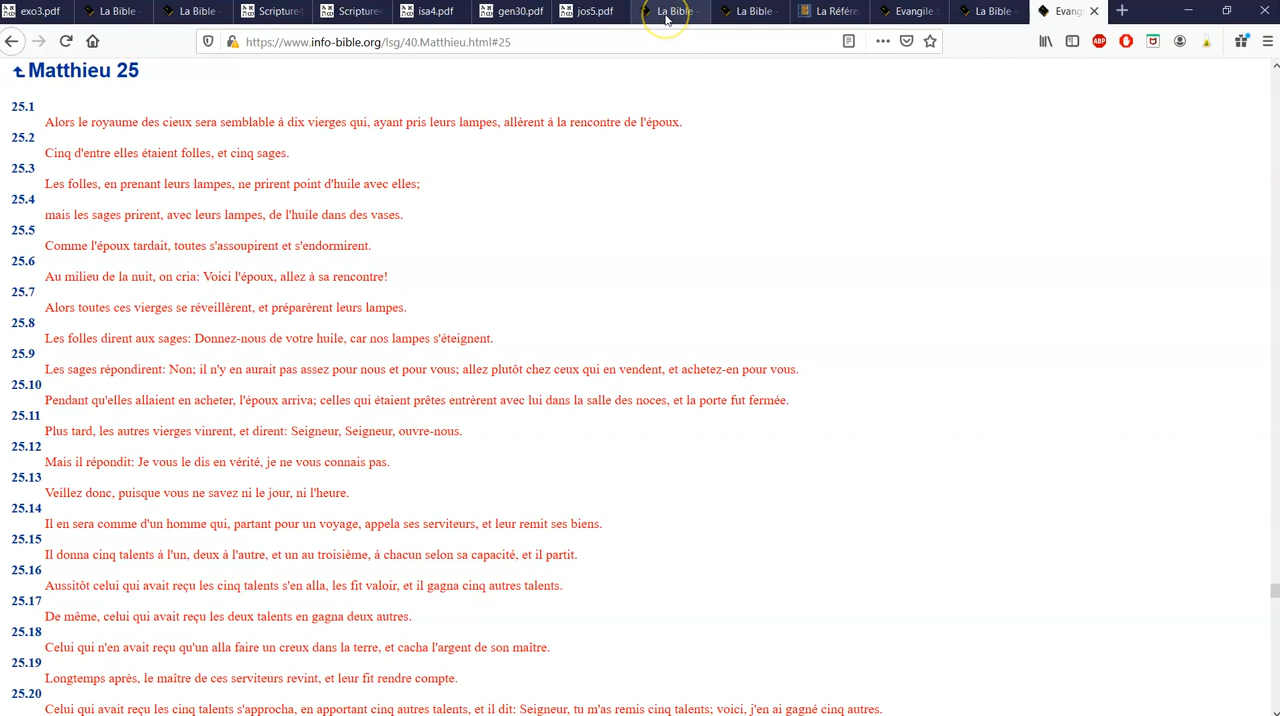 exo3.pdf
La Bible -
La Bible -
Scripture4
Scripture4
isa4.pdf
gen30.pdf
jos5.pdf
La Bible -
La Bible -
La Référe
Evangile s
La Bible -
Evangi
https://www.info-bible.org/lsg/40.Matthieu.html#25
ABP
Matthieu 25
25.1
Alors le royaume des cieux sera semblable à dix vierges qui, ayant pris leurs lampes, allèrent à la rencontre de l'époux.
25.2
Cinq d'entre elles étaient folles, et cinq sages.
25.3
Les folles, en prenant leurs lampes, ne prirent point d'huile avec elles;
25.4
mais les sages prirent, avec leurs lampes, de l'huile dans des vases.
25.5
Comme l'époux tardait, toutes s'assoupirent et s'endormirent.
25.6
Au milieu de la nuit, on cria: Voici l'époux, allez à sa rencontre!
25.7
Alors toutes ces vierges se réveillèrent, et préparèrent leurs lampes.
25.8
Les folles dirent aux sages: Donnez-nous de votre huile, car nos lampes s'éteignent.
25.9
Les sages répondirent: Non; il n'y en aurait pas assez pour nous et pour vous; allez plutôt chez ceux qui en vendent, et achetez-en pour vous.
25.10
Pendant qu'elles allaient en acheter, l'époux arriva; celles qui étaient prêtes entrèrent avec lui dans la salle des noces, et la porte fut fermée.
25.11
Plus tard, les autres vierges vinrent, et dirent: Seigneur, Seigneur, ouvre-nous.
25.12
Mais il répondit: Je vous le dis en vérité, je ne vous connais pas.
25.13
Veillez donc, puisque vous ne savez ni le jour, ni l'heure.
25.14
Il en sera comme d'un homme qui, partant pour un voyage, appela ses serviteurs, et leur remit ses biens.
25.15
Il donna cinq talents à l'un, deux à l'autre, et un au troisième, à chacun selon sa capacité, et il partit.
25.16
Aussitôt celui qui avait reçu les cinq talents s'en alla, les fit valoir, et il gagna cinq autres talents.
25.17
De même, celui qui avait reçu les deux talents en gagna deux autres.
25.18
Celui qui n'en avait reçu qu'un alla faire un creux dans la terre, et cacha l'argent de son maître.
25.19
Longtemps après, le maître de ces serviteurs revint, et leur fit rendre compte.
25.20
Celui qui avait reçu les cinq talents s'approcha, en apportant cinq autres talents, et il dit: Seigneur, tu m'as remis cinq talents; voici, j'en ai gagné cinq autres.